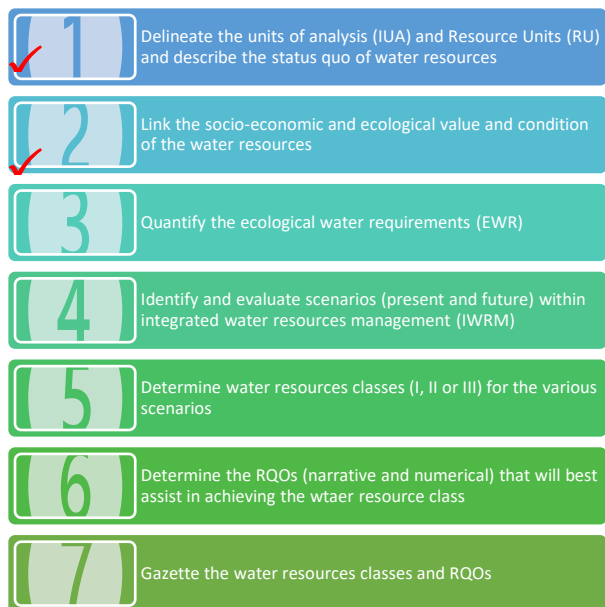 1
Delineate the units of analysis (IUA) and Resource Units (RU)
and describe the status quo of water resources
2
Link the socio-economic and ecological value and condition
of the water resources
3
Quantify the ecological water requirements (EWR)
4
Identify and evaluate scenarios (present and future) within
integrated water resources management (IWRM)
5
Determine water resources classes (I, II or III) for the various
scenarios
6
Determine the RQOs (narrative and numerical) that will best
assist in achieving the wtaer resource class
7
Gazette the water resources classes and RQOs